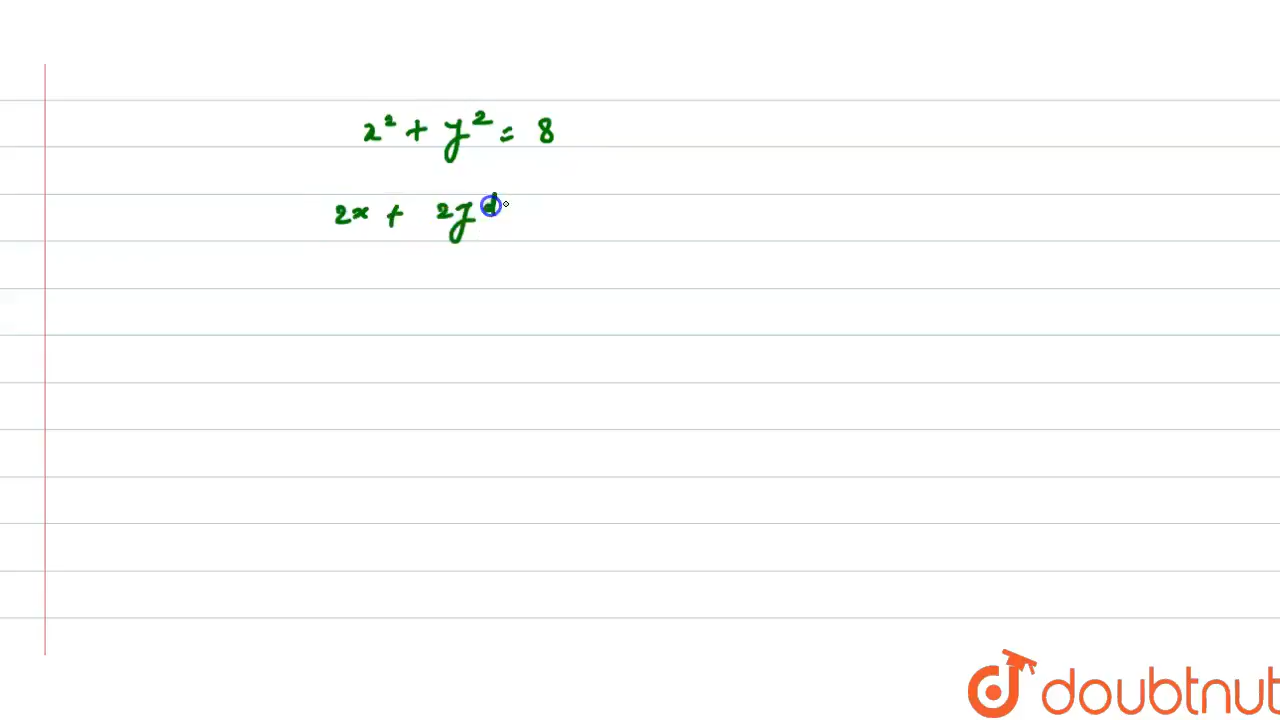 x² + y² = 8
2x + 2y d
doubtnut